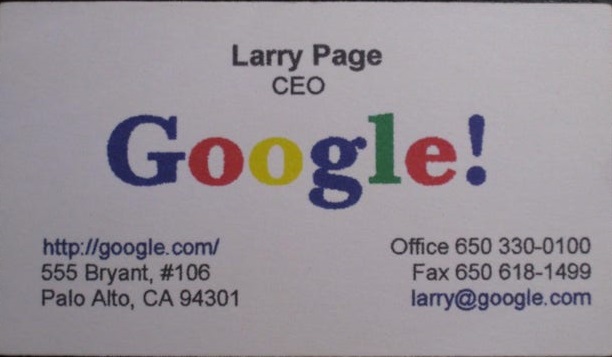 Larry Page
CEO
Google!
http://google.com/
555 Bryant, #106
Palo Alto, CA 94301
Office 650 330-0100
Fax 650 618-1499
larry@google.com